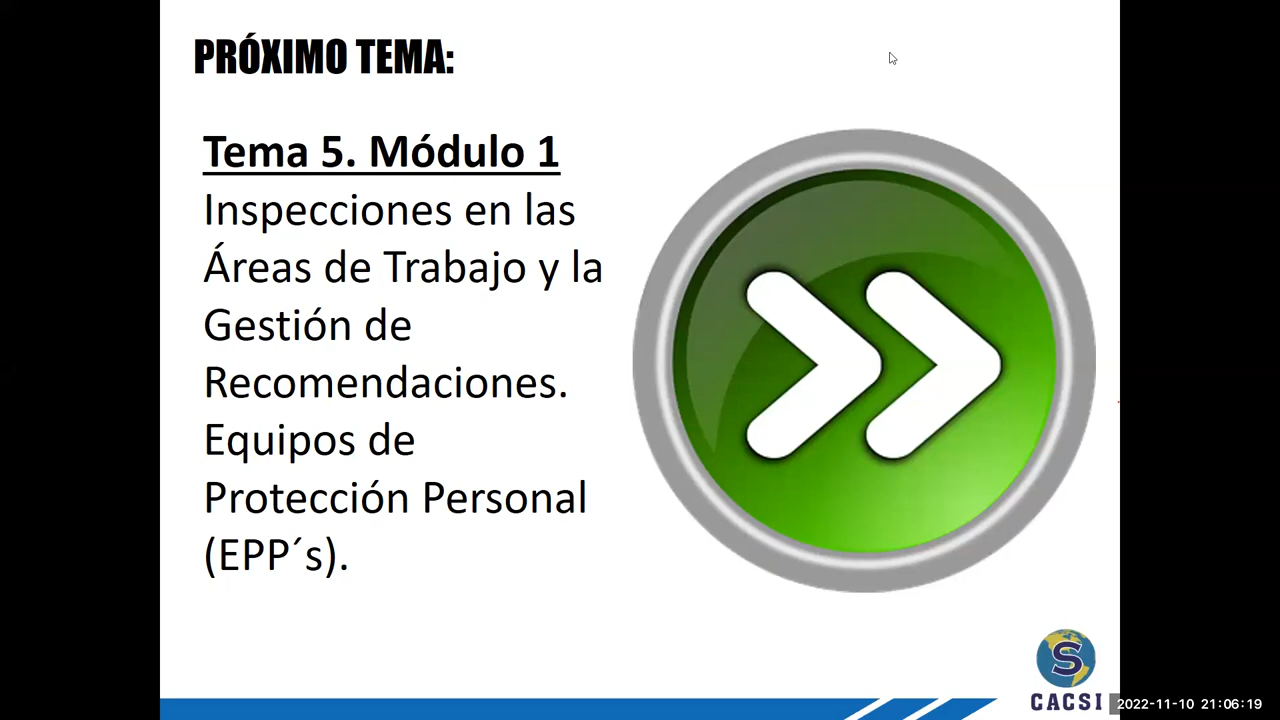 PRÓXIMO TEMA:
Tema 5. Módulo 1
Inspecciones en las
Áreas de Trabajo y la
Gestión de
Recomendaciones.
Equipos de
Protección Personal
(EPP´s).
S
CACSI
2022-11-10 21:06:19